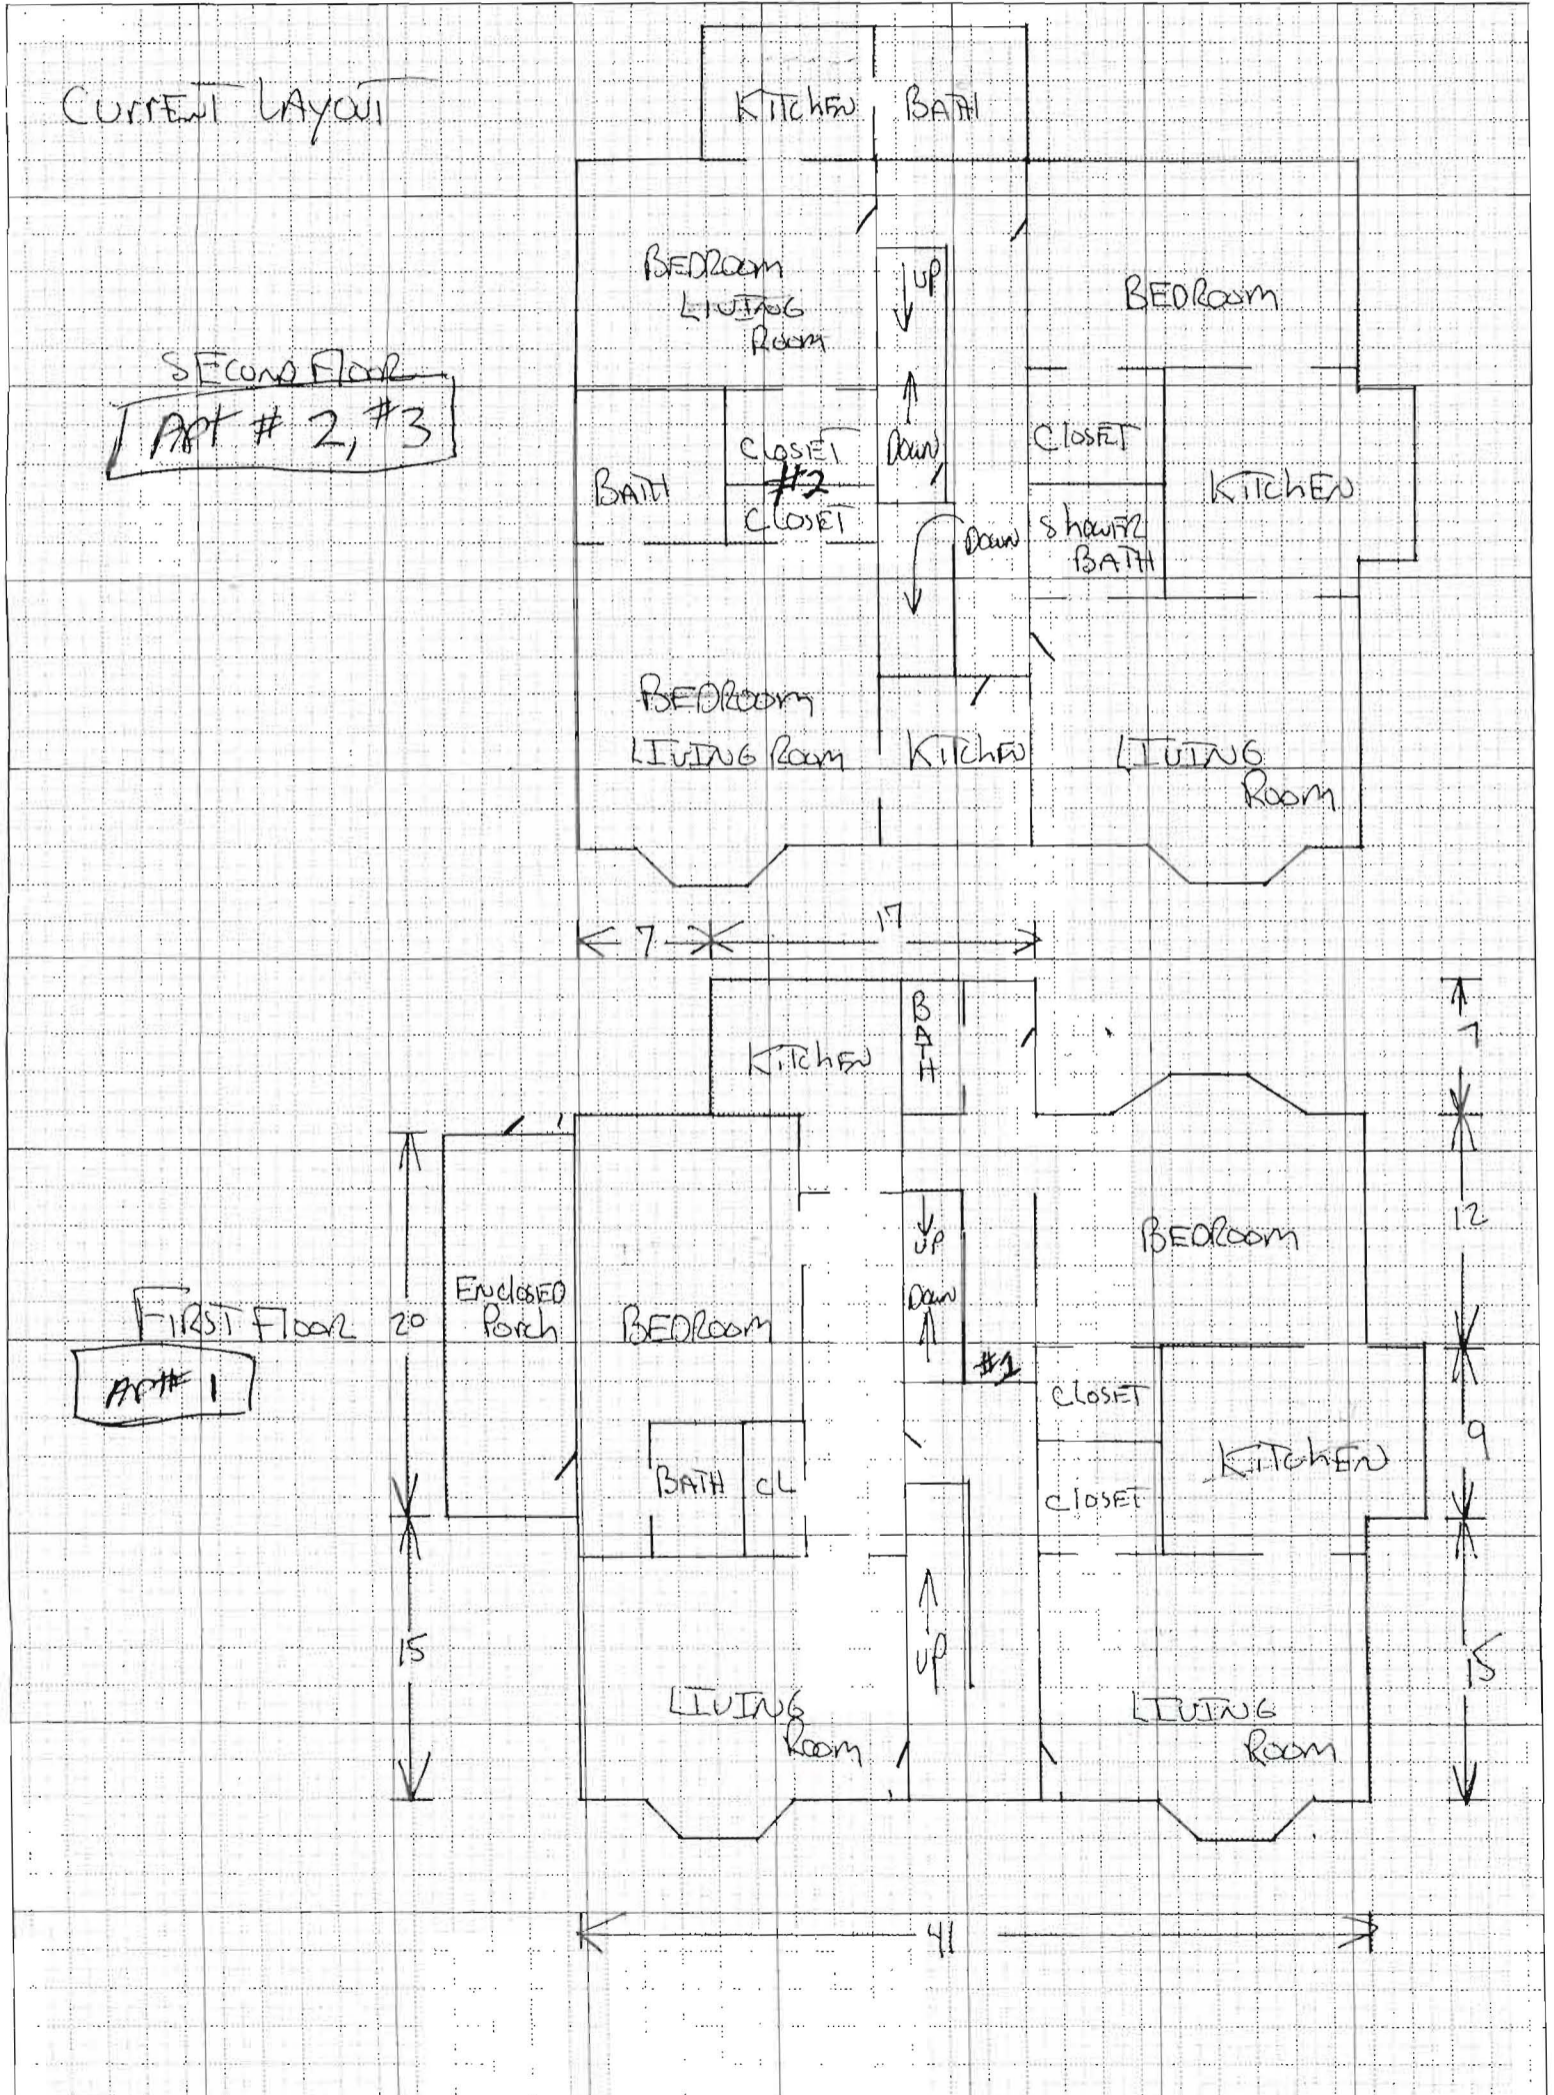 CURRENT LAYOUT
KITCHEN
BATH
BEDROOM
LIVING
ROOM
UP
BEDROOM
SECOND FLOOR
APT # 2, #3
BATH
CLOSET
#2
CLOSET
DOWN
CLOSET
KITCHEN
DOWN
SHOWER
BATH
BEDROOM
LIVING ROOM
KITCHEN
LIVING
ROOM
7
17
KITCHEN
BATH
7
12
UP
BEDROOM
ENCLOSED
PORCH
FIRST FLOOR
20
BEDROOM
DOWN
#1
APT# 1
CLOSET
9
KITCHEN
BATH
CL
CLOSET
15
UP
15
LIVING
ROOM
LIVING
ROOM
41